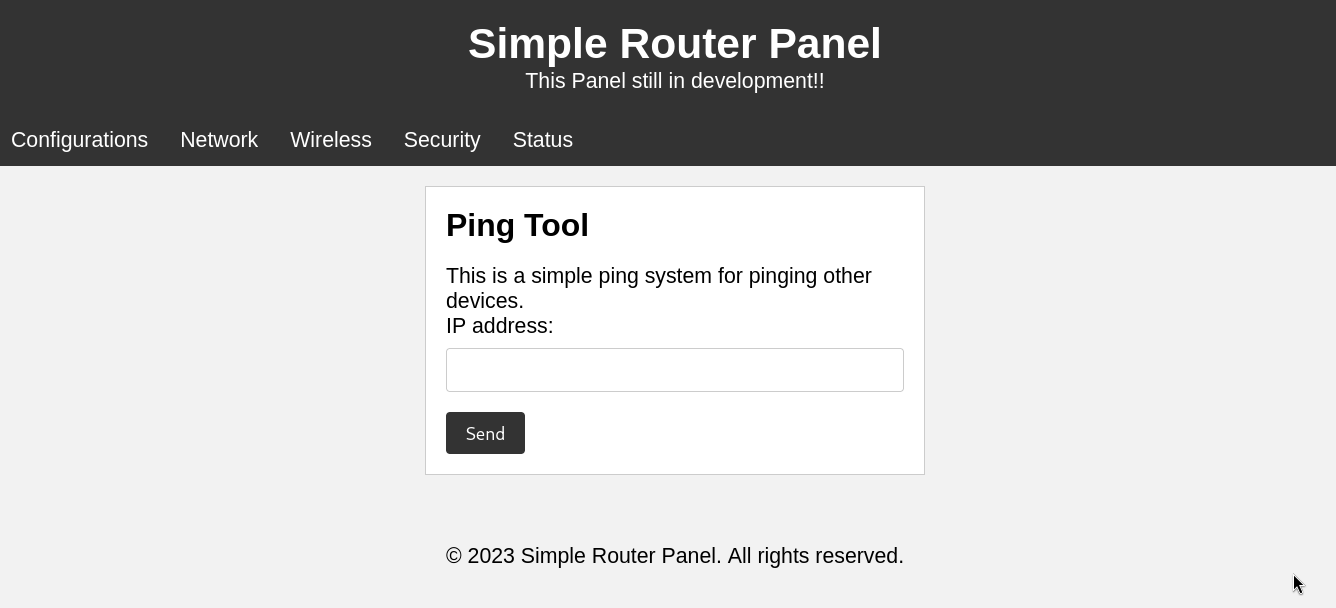 Simple Router Panel
This Panel still in development!!
Configurations Network Wireless Security Status
Ping Tool
This is a simple ping system for pinging other
devices.
IP address:
Send
© 2023 Simple Router Panel. All rights reserved.